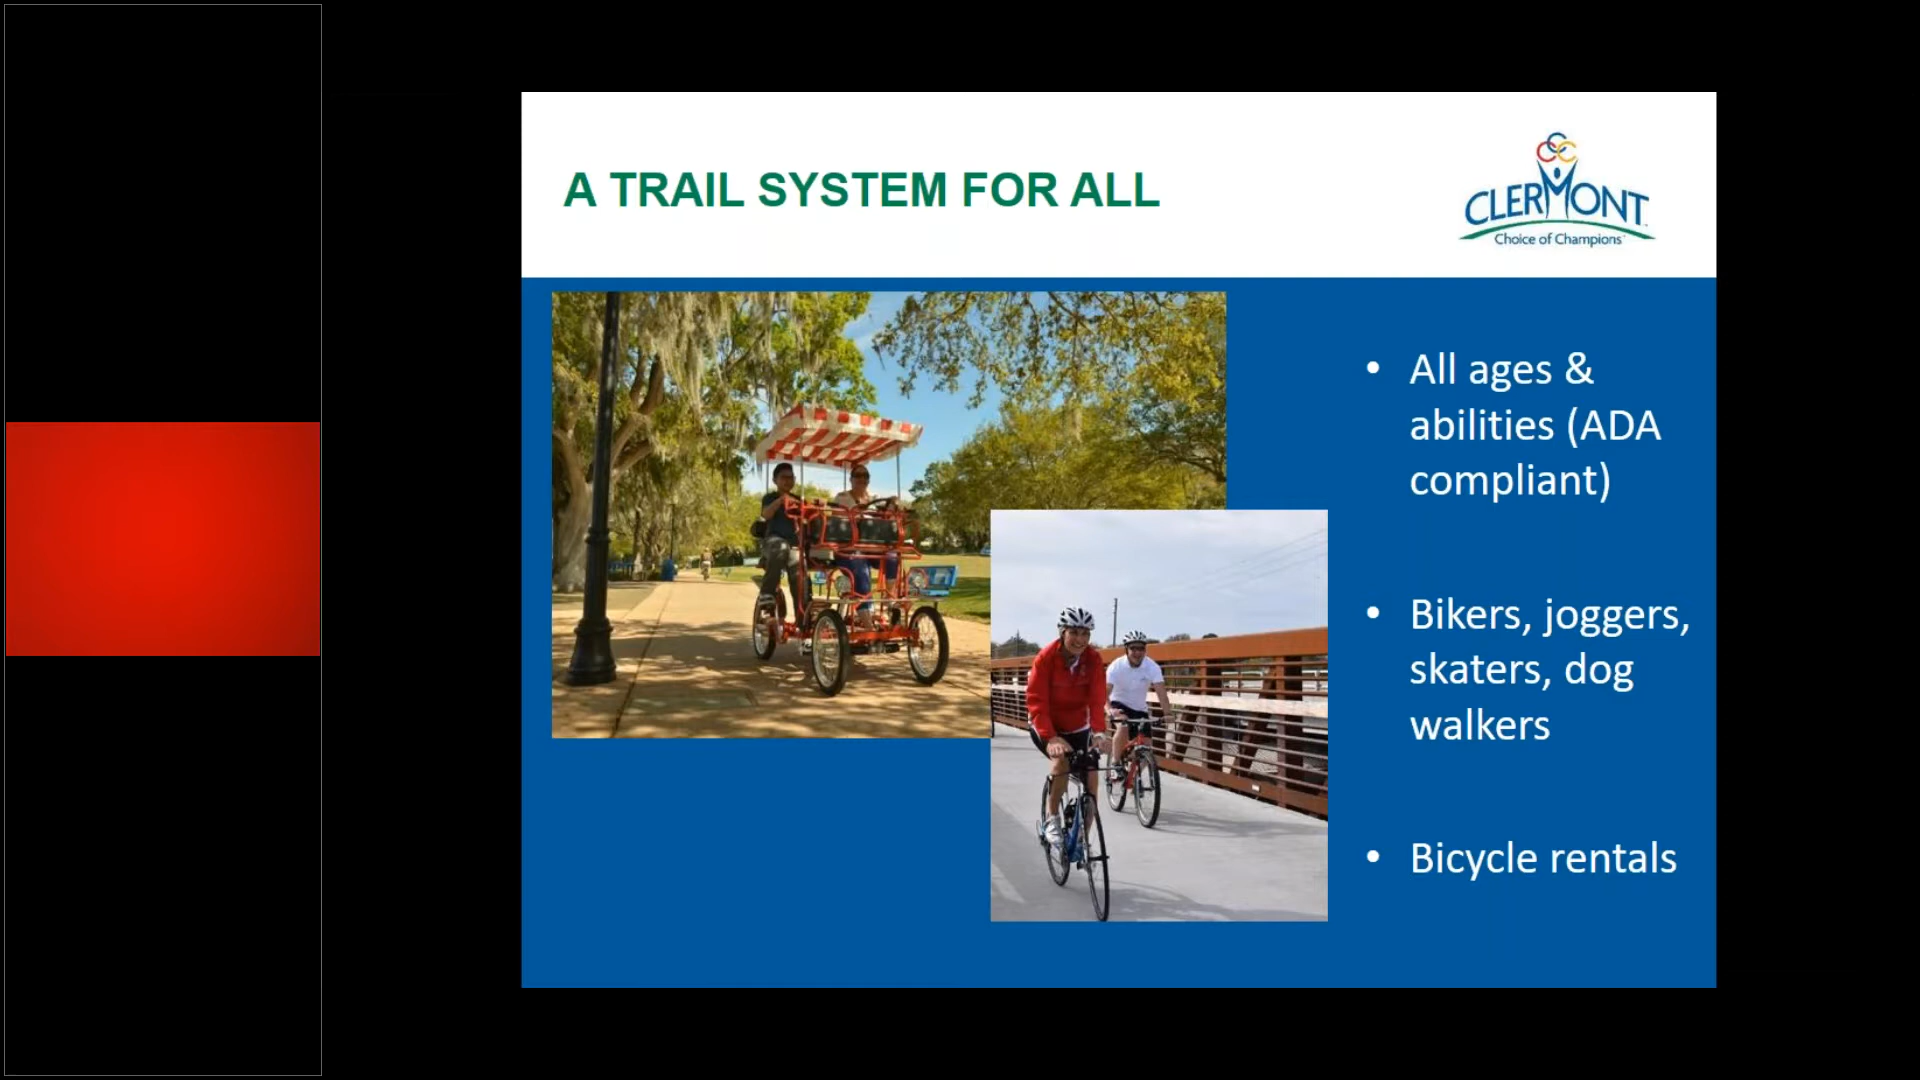 A TRAIL SYSTEM FOR ALL
CLERMONT
Choice of Champions
• All ages &
abilities (ADA
compliant)
• Bikers, joggers,
skaters, dog
walkers
• Bicycle rentals